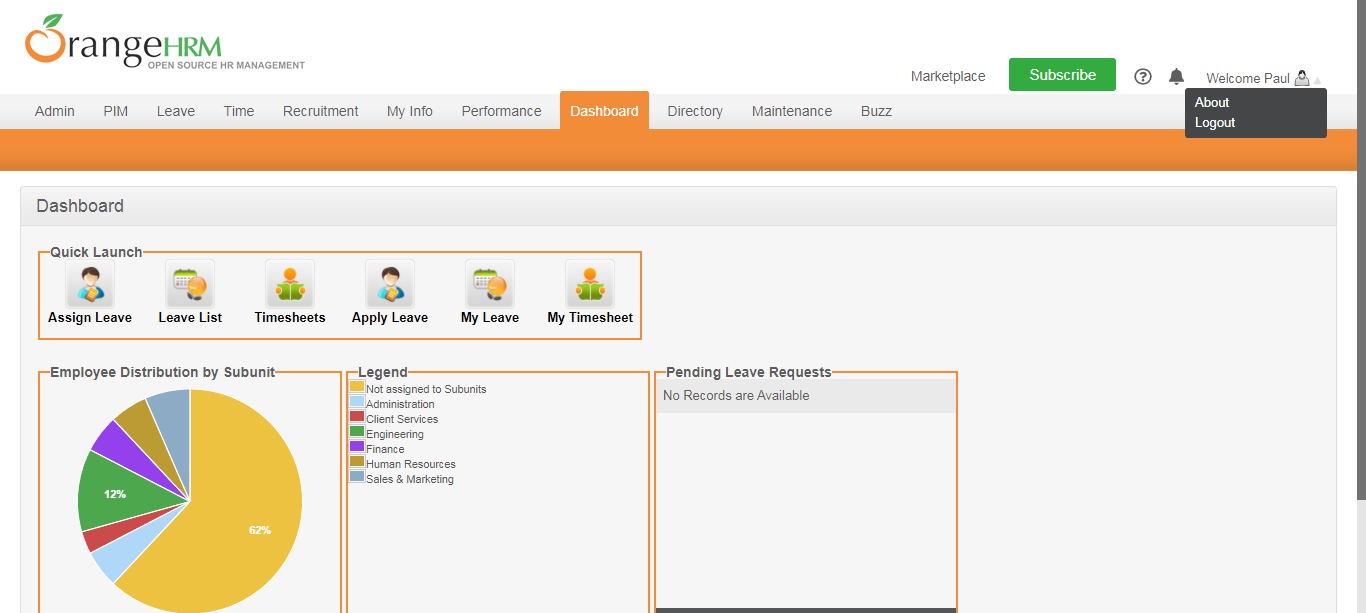 OrangeHRM
OPEN SOURCE HR MANAGEMENT
Marketplace
Subscribe
?
Welcome Paul
About
Logout
Admin PIM Leave Time Recruitment My Info Performance Dashboard Directory Maintenance Buzz
Dashboard
Quick Launch
Assign Leave Leave List Timesheets Apply Leave My Leave My Timesheet
Employee Distribution by Subunit
12%
62%
Legend
Not assigned to Subunits
Administration
Client Services
Engineering
Finance
Human Resources
Sales & Marketing
Pending Leave Requests
No Records are Available